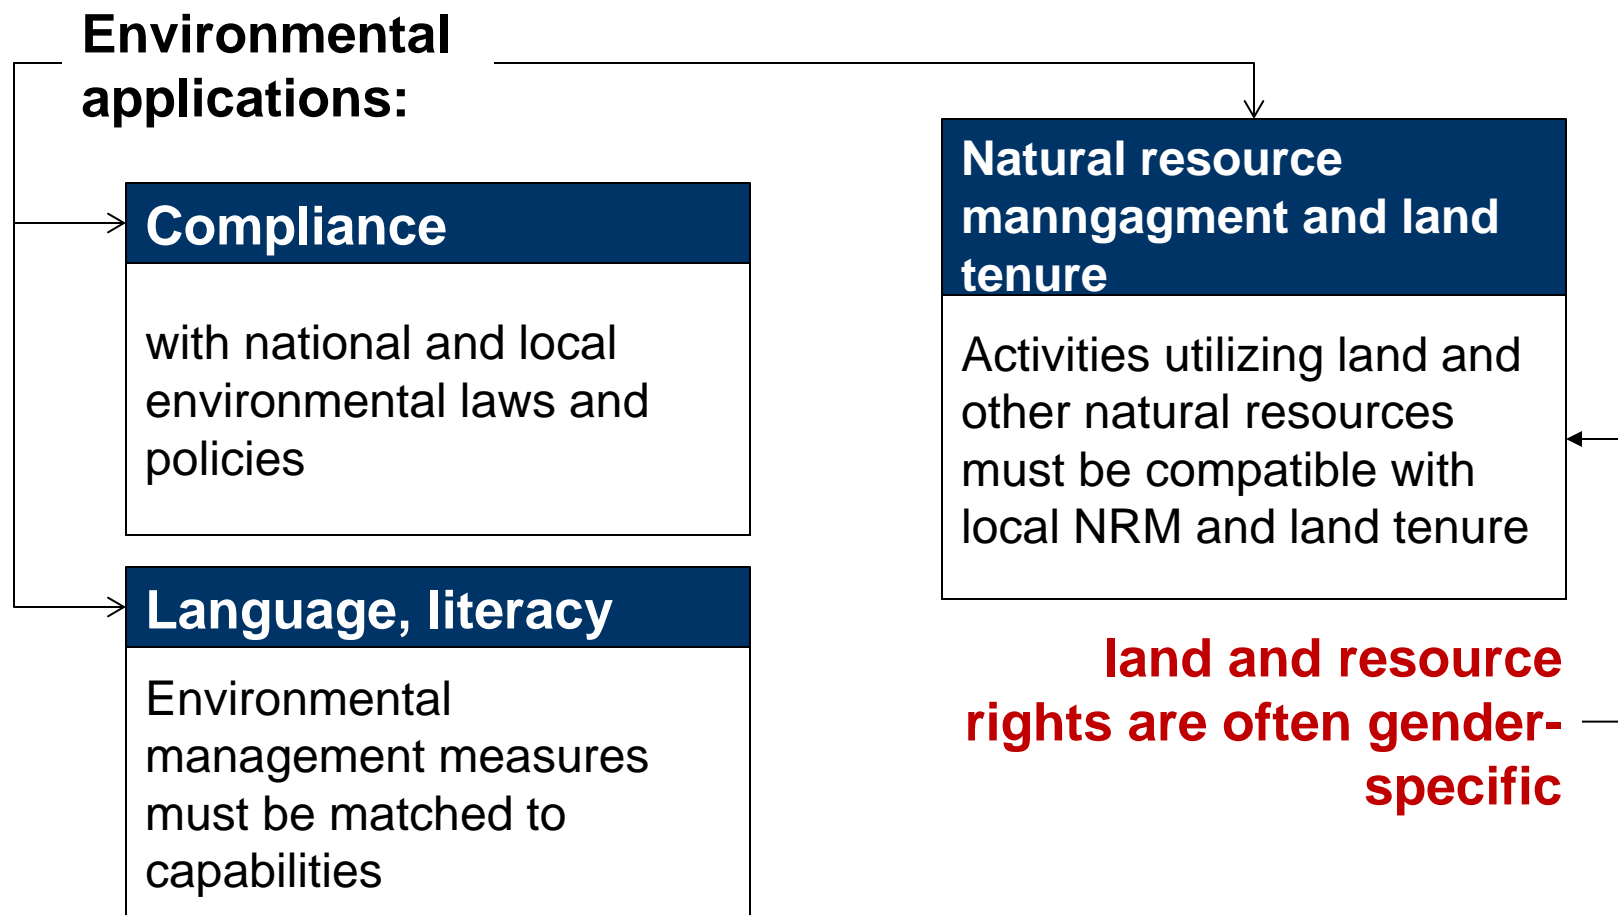 Environmental
applications:
Compliance
with national and local
environmental laws and
policies
Language, literacy
Environmental
management measures
must be matched to
capabilities
Natural resource
manngagment and land
tenure
Activities utilizing land and
other natural resources
must be compatible with
local NRM and land tenure
land and resource
rights are often gender-
specific